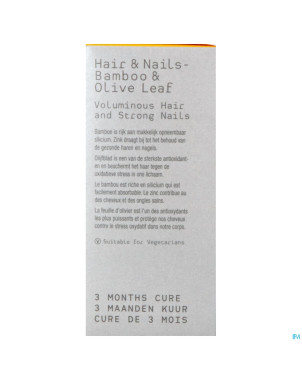 Hair & Nails-
Bamboo &
Olive Leaf
Voluminous Hair
and Strong Nails
Bamboe is rijk aan makkelijk opneembaar
silicium. Zink draagt bij tot het behoud van
de gezonde haren en nagels.
Olijfblad is een van de sterkste antioxidant-
en en beschermt het haar tegen de
oxidatieve stress in ons lichaam.
Le bambou est riche en silicium qui est
facilement absorbable. Le zinc contribue au
des cheveux et des ongles sains.
La feuille d'olivier est l'un des antioxydants
les plus puissants et protège nos cheveux
contre le stress oxydatif dans notre corps.
Suitable for Vegetarians
3 MONTHS CURE
3 MAANDEN KUUR
CURE DE 3 MOIS